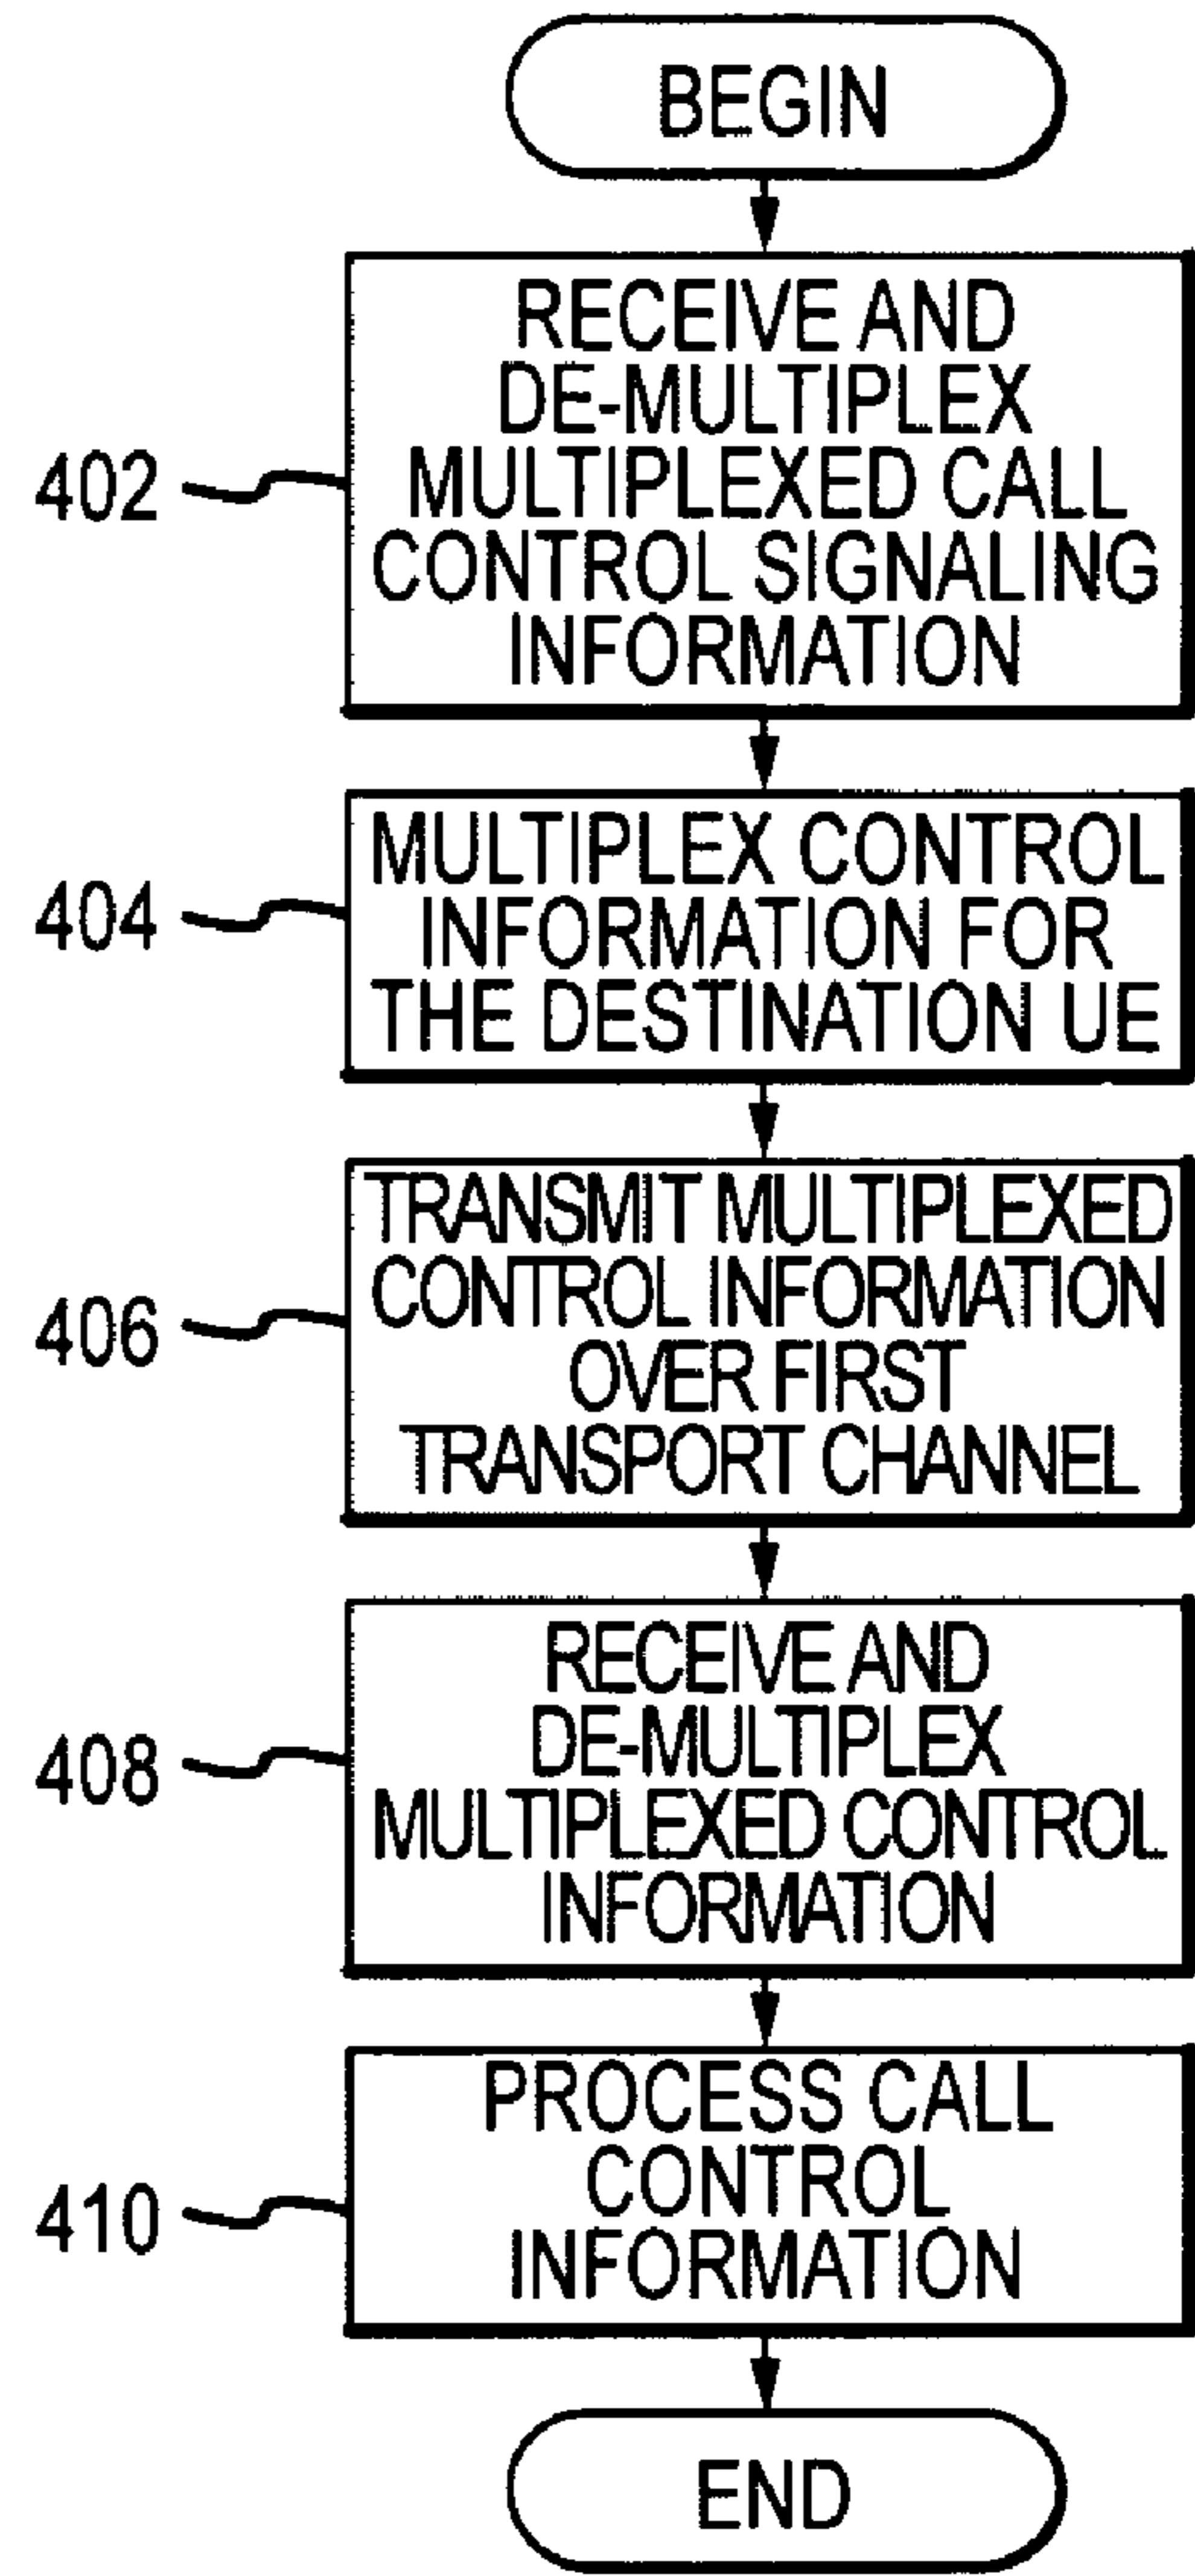 BEGIN
402
RECEIVE AND
DE-MULTIPLEX
MULTIPLEXED CALL
CONTROL SIGNALING
INFORMATION
404
MULTIPLEX CONTROL
INFORMATION FOR
THE DESTINATION UE
406
TRANSMIT MULTIPLEXED
CONTROL INFORMATION
OVER FIRST
TRANSPORT CHANNEL
408
RECEIVE AND
DE-MULTIPLEX
MULTIPLEXED CONTROL
INFORMATION
410
PROCESS CALL
CONTROL
INFORMATION
END